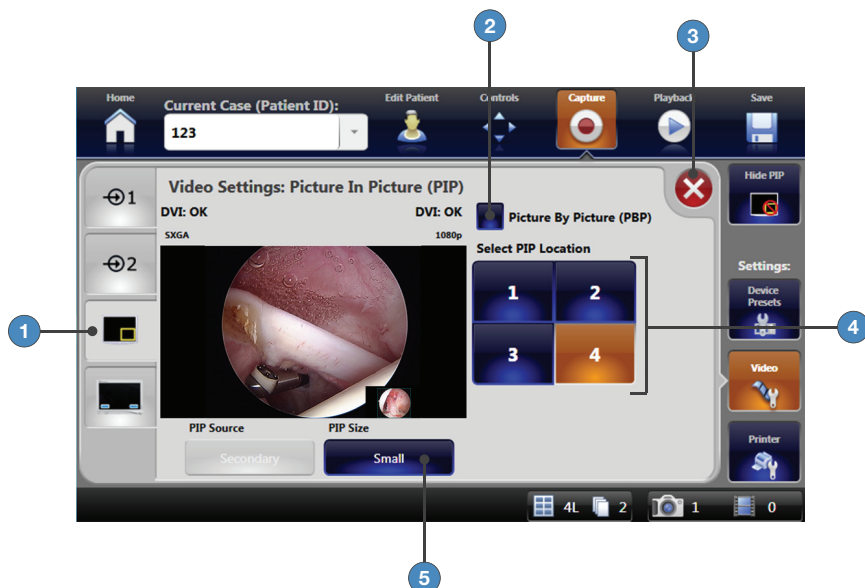 2
3
Home
Current Case (Patient ID):
Edit Patient
Controls
Capture
Playback
Save
123
1
Video Settings: Picture In Picture (PIP)
Hide PIP
DVI: OK
DVI: OK
Picture By Picture (PBP)
SXGA
1080p
Select PIP Location
2
Settings:
1
2
Device
Presets
1
4
3
4
Video
PIP Source
PIP Size
Secondary
Small
Printer
4L
2
1
0
5